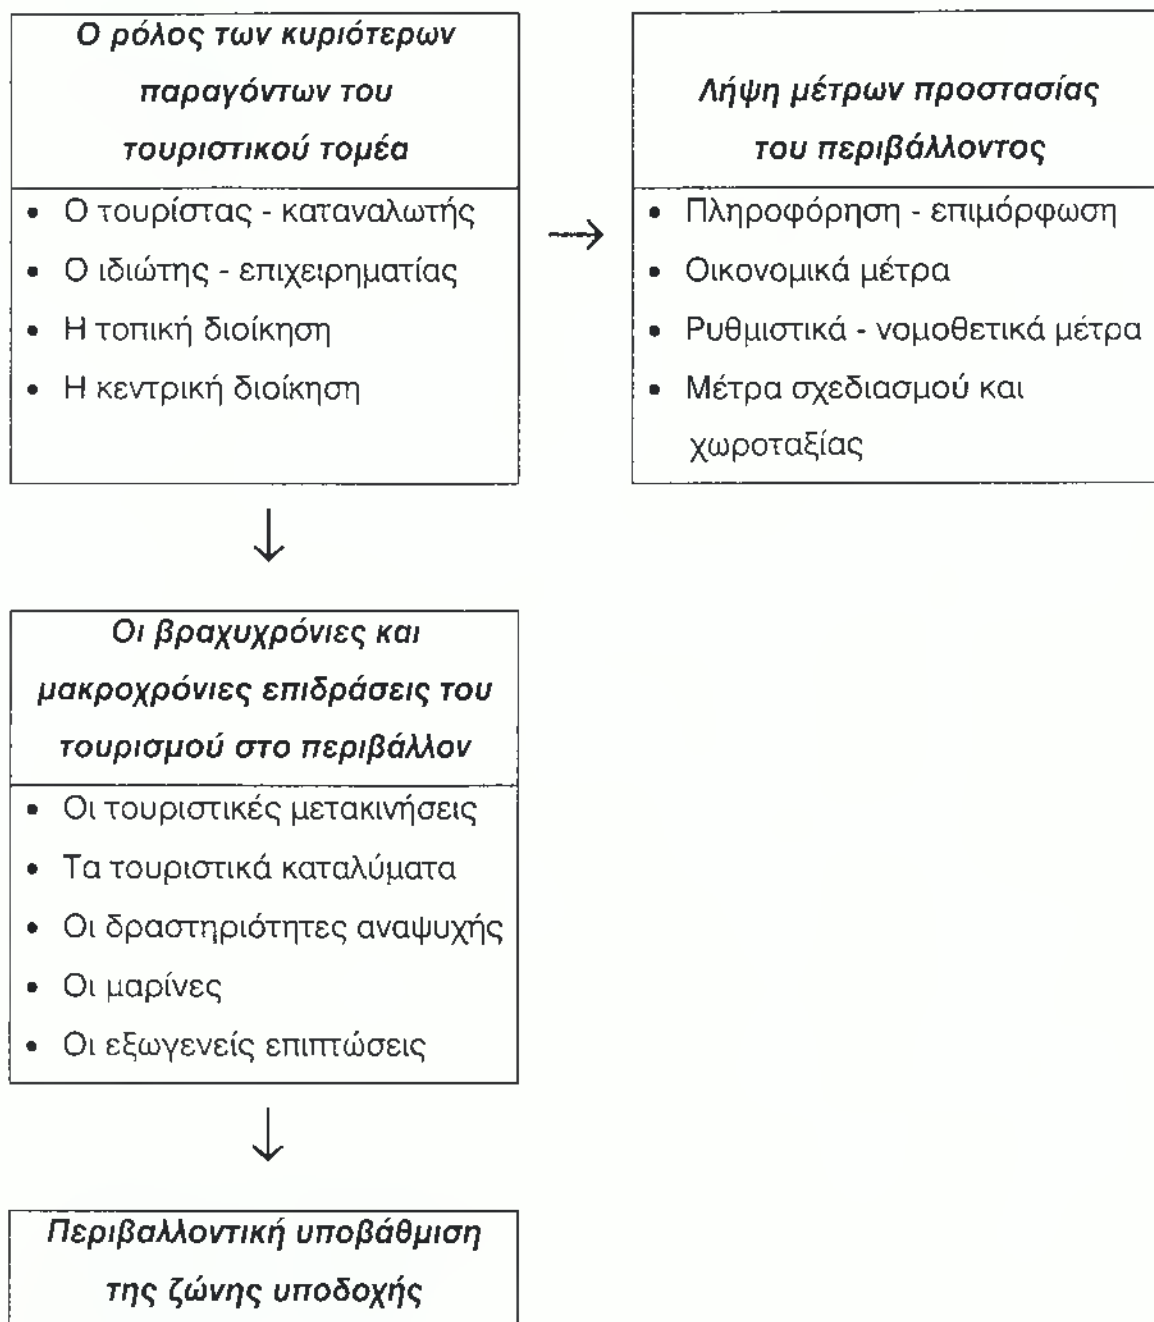 Ο ρόλος των κυριότερων
παραγόντων του
τουριστικού τομέα
• Ο τουρίστας - καταναλωτής
• Ο ιδιώτης - επιχειρηματίας
• Η τοπική διοίκηση
• Η κεντρική διοίκηση
→
Λήψη μέτρων προστασίας
του περιβάλλοντος
• Πληροφόρηση - επιμόρφωση
• Οικονομικά μέτρα
• Ρυθμιστικά - νομοθετικά μέτρα
• Μέτρα σχεδιασμού και
χωροταξίας
↓
Οι βραχυχρόνιες και
μακροχρόνιες επιδράσεις του
τουρισμού στο περιβάλλον
• Οι τουριστικές μετακινήσεις
• Τα τουριστικά καταλύματα
• Οι δραστηριότητες αναψυχής
• Οι μαρίνες
• Οι εξωγενείς επιπτώσεις
↓
Περιβαλλοντική υποβάθμιση
της ζώνης υποδοχής